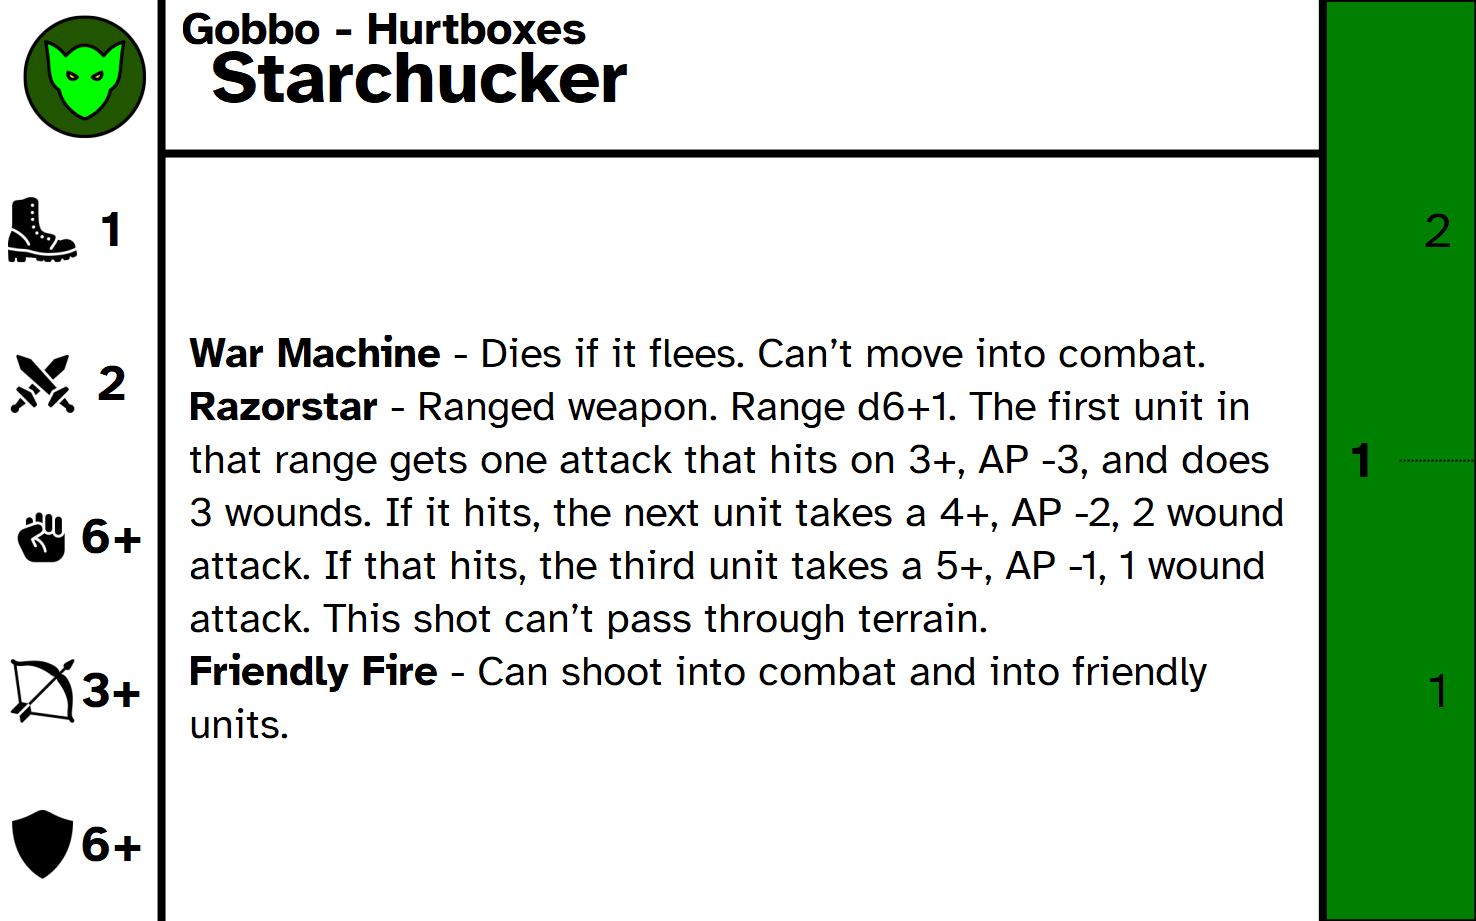 Gobbo - Hurtboxes
Starchucker
1
2
6+
3+
6+
War Machine - Dies if it flees. Can’t move into combat.
Razorstar - Ranged weapon. Range d6+1. The first unit in
that range gets one attack that hits on 3+, AP -3, and does
3 wounds. If it hits, the next unit takes a 4+, AP -2, 2 wound
attack. If that hits, the third unit takes a 5+, AP -1, 1 wound
attack. This shot can’t pass through terrain.
Friendly Fire - Can shoot into combat and into friendly
units.
2
1
1